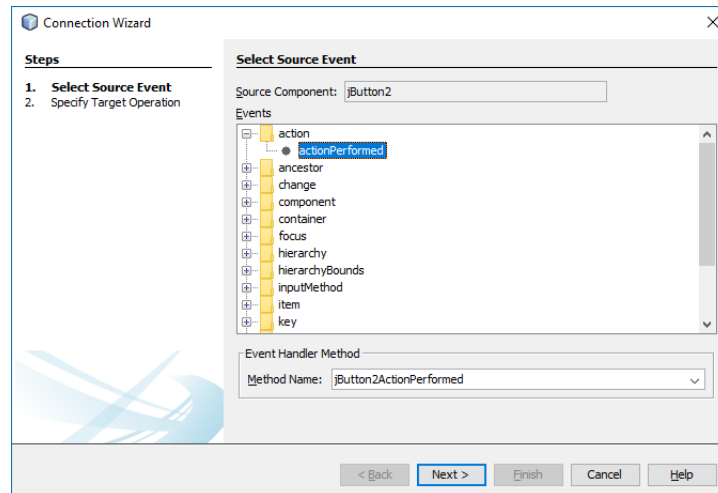 Connection Wizard
Steps
1. Select Source Event
2. Specify Target Operation
Select Source Event
Source Component: jButton2
Events
action
actionPerformed
ancestor
change
component
container
focus
hierarchy
hierarchyBounds
inputMethod
item
key
Event Handler Method
Method Name: jButton2ActionPerformed
< Back Next > Finish Cancel Help